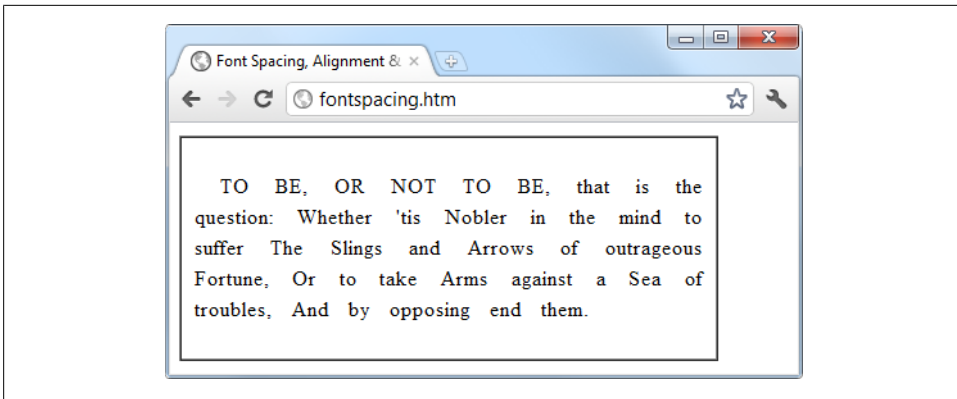 Font Spacing, Alignment &
fontspacing.htm
TO BE, OR NOT TO BE, that is the
question: Whether 'tis Nobler in the mind to
suffer The Slings and Arrows of outrageous
Fortune, Or to take Arms against a Sea of
troubles, And by opposing end them.